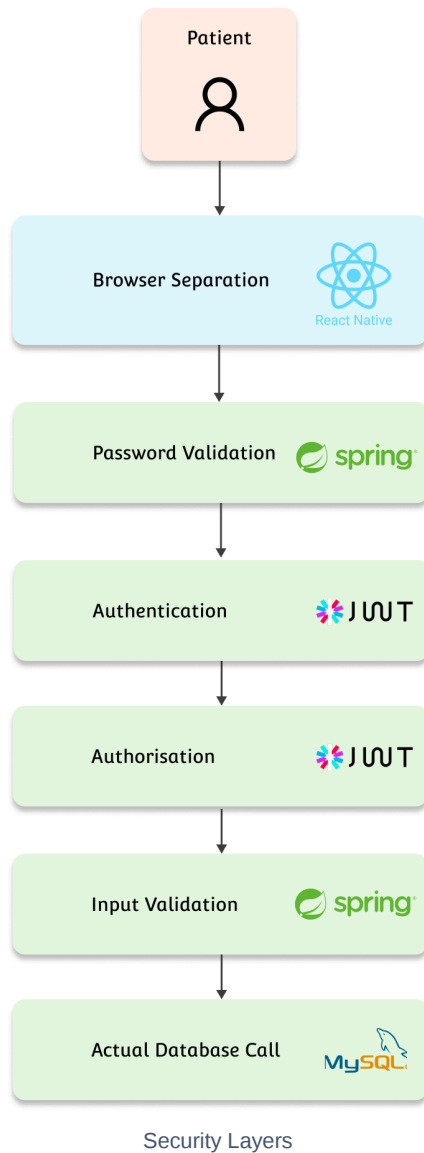 Patient
Browser Separation
React Native
Password Validation
spring
Authentication
JWT
Authorisation
JWT
Input Validation
spring
Actual Database Call
MySQL
Security Layers